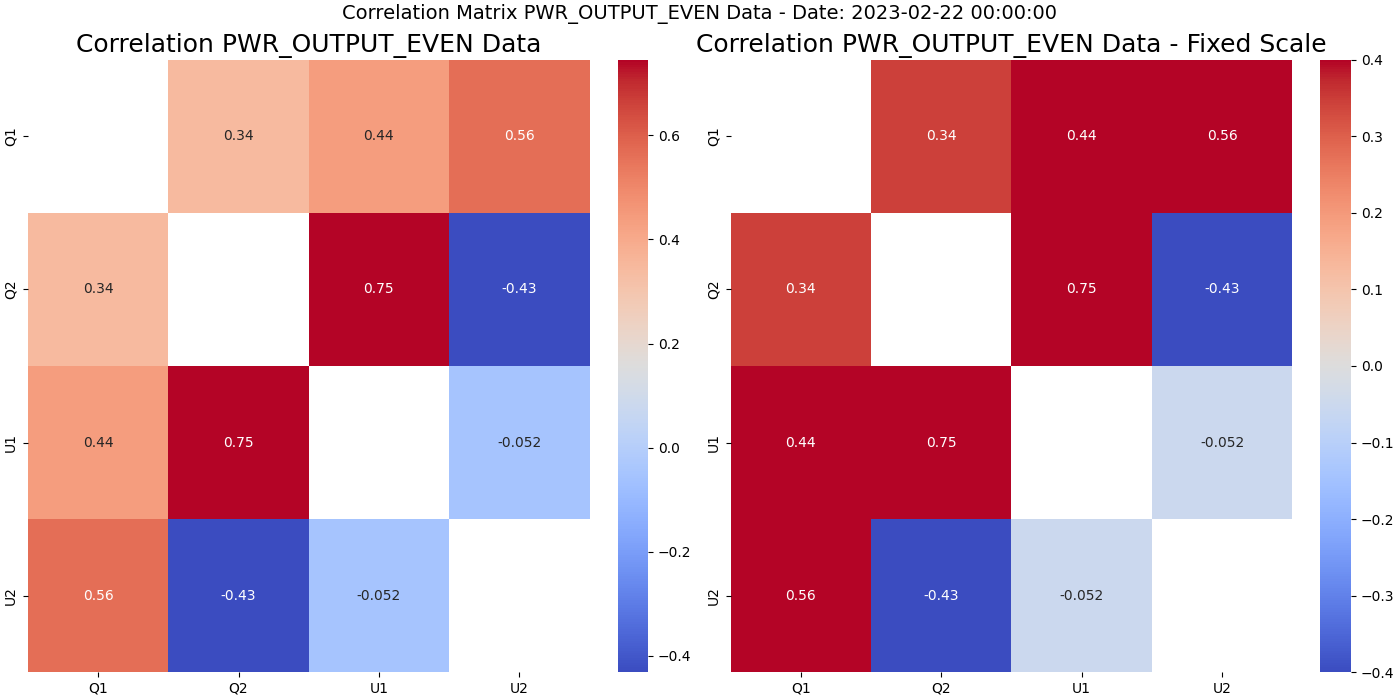 Correlation Matrix PWR_OUTPUT_EVEN Data - Date: 2023-02-22 00:00:00
Correlation PWR_OUTPUT_EVEN Data
Q1
0.34 0.44 0.56
Q2
0.34 0.75 -0.43
U1
0.44 0.75 -0.052
U2
0.56 -0.43 -0.052
Q1 Q2 U1 U2
0.6
0.4
0.2
0.0
−0.2
−0.4
Correlation PWR_OUTPUT_EVEN Data - Fixed Scale
Q1
0.34 0.44 0.56
Q2
0.34 0.75 -0.43
U1
0.44 0.75 -0.052
U2
0.56 -0.43 -0.052
Q1 Q2 U1 U2
0.4
0.3
0.2
0.1
0.0
−0.1
−0.2
−0.3
−0.4